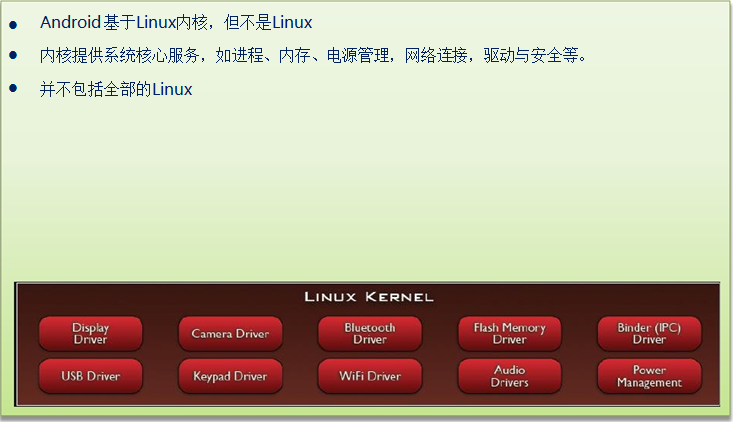 Android基于Linux内核，但不是Linux
内核提供系统核心服务，如进程、内存、电源管理，网络连接，驱动与安全等。
并不包括全部的Linux
LINUX KERNEL
Display
Driver
Camera Driver
Bluetooth
Driver
Flash Memory
Driver
Binder (IPC)
Driver
USB Driver
Keypad Driver
WiFi Driver
Audio
Drivers
Power
Management